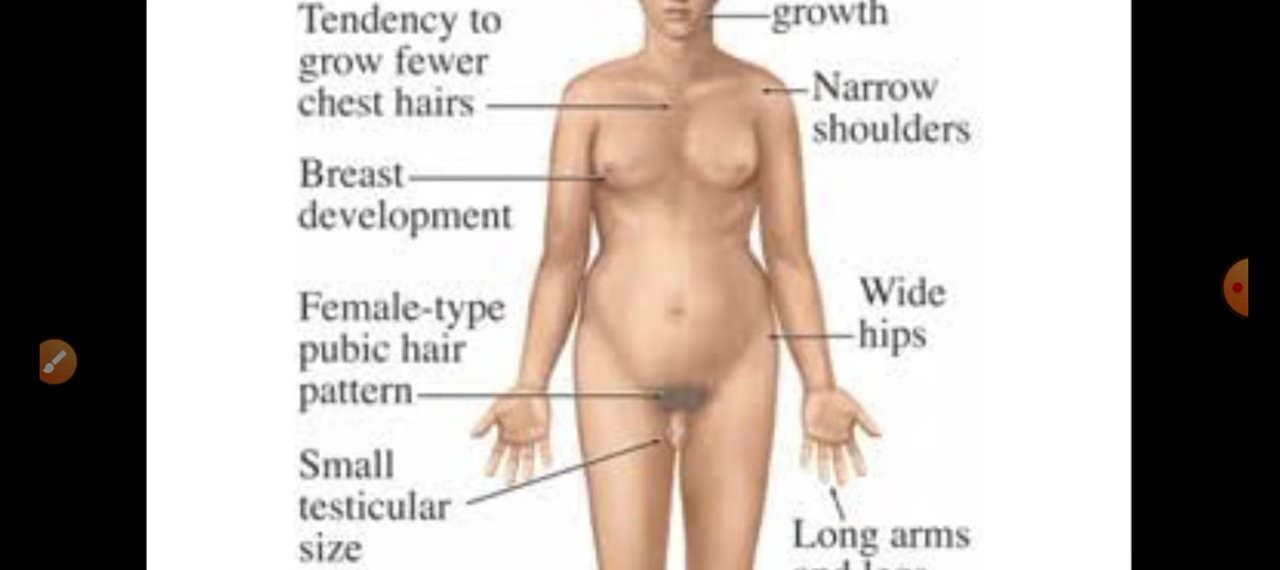 Tendency to
grow fewer
chest hairs
growth
Narrow
shoulders
Breast
development
Female-type
pubic hair
pattern
Wide
hips
Small
testicular
size
Long arms